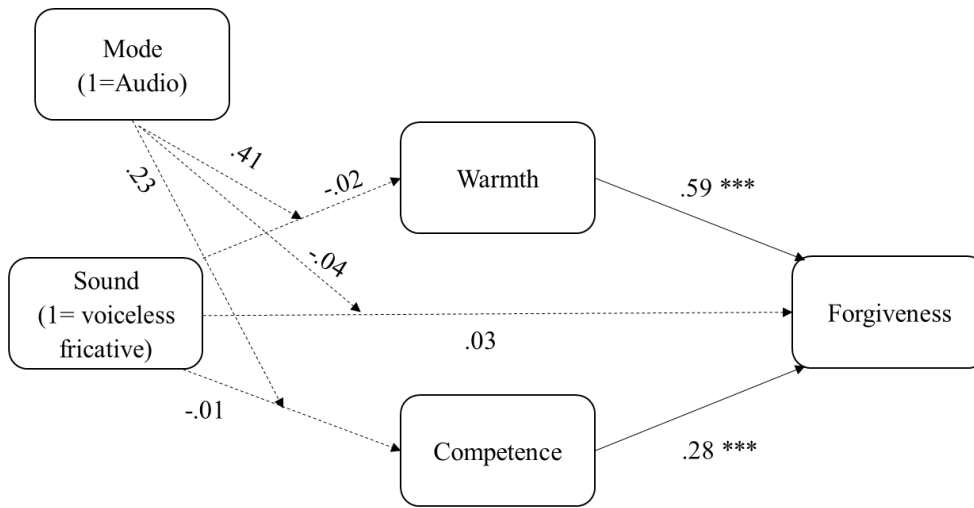 Mode
(1=Audio)
.41
.23
-.02
Warmth
.59 ***
-.04
Sound
(1= voiceless
fricative)
Forgiveness
.03
-.01
Competence
.28 ***